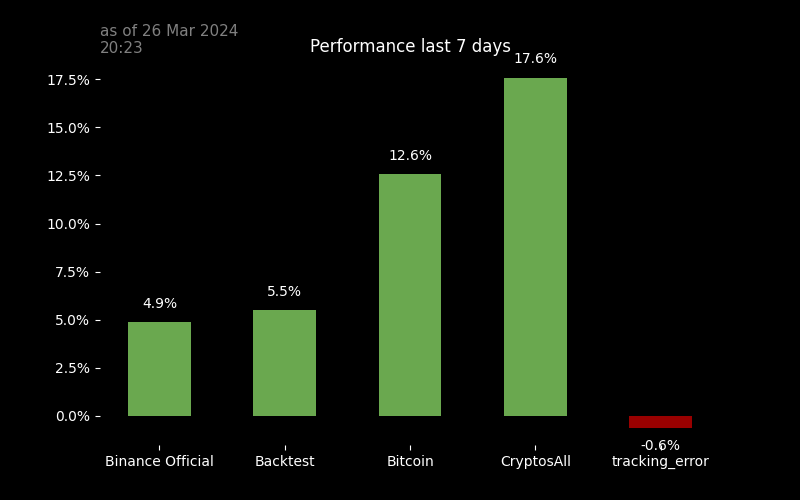 as of 26 Mar 2024
20:23
Performance last 7 days
17.6%
17.5%
15.0%
12.6%
12.5%
10.0%
7.5%
5.5%
4.9%
5.0%
2.5%
0.0%
-0.6%
Binance Official
Backtest
Bitcoin
CryptosAll
tracking_error